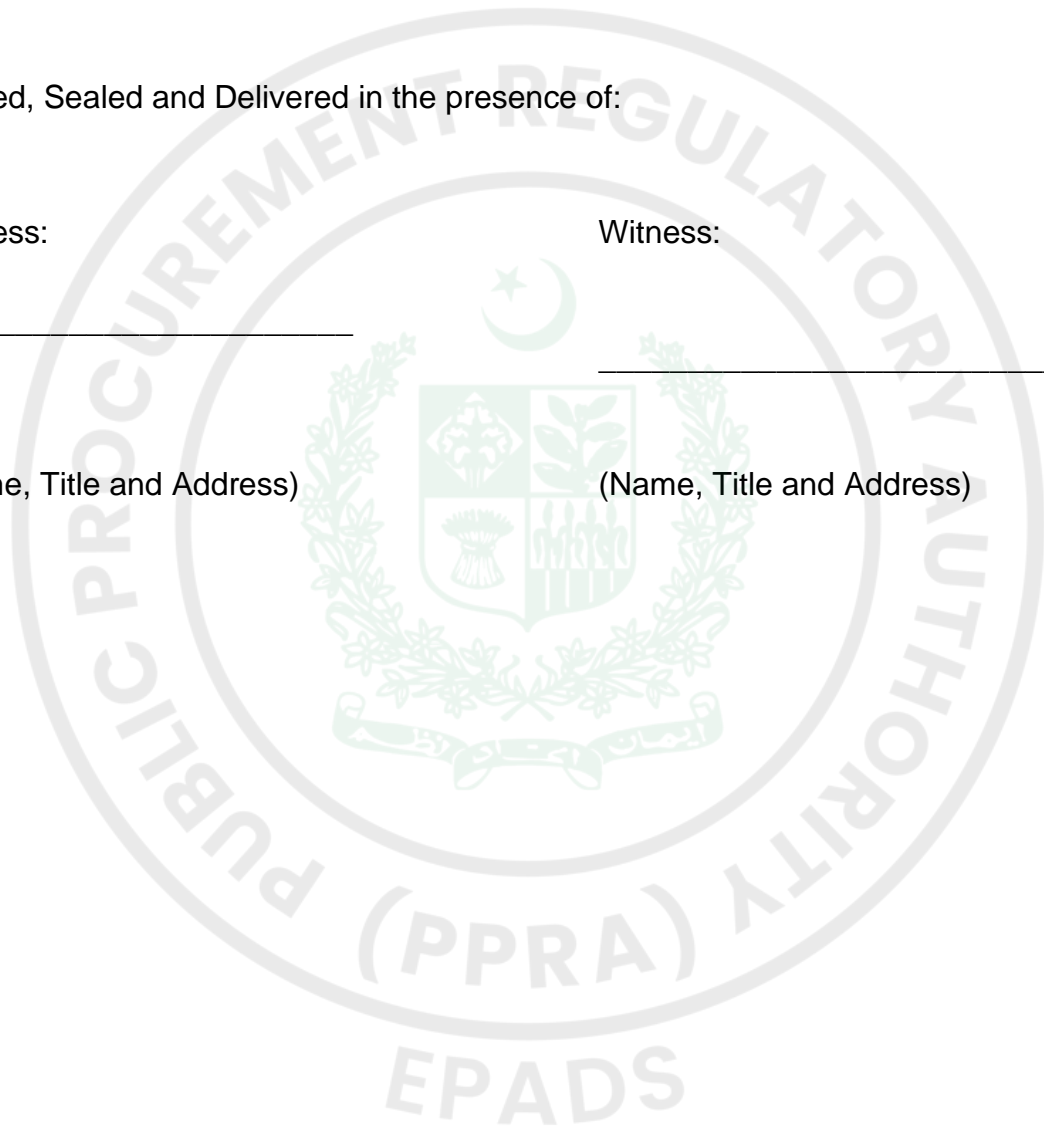 ed, Sealed and Delivered in the presence of:
ess: Witness:
e, Title and Address) (Name, Title and Address)
PUBLIC PROCUREMENT REGULATORY AUTHORITY
(PPRA)
EPADS